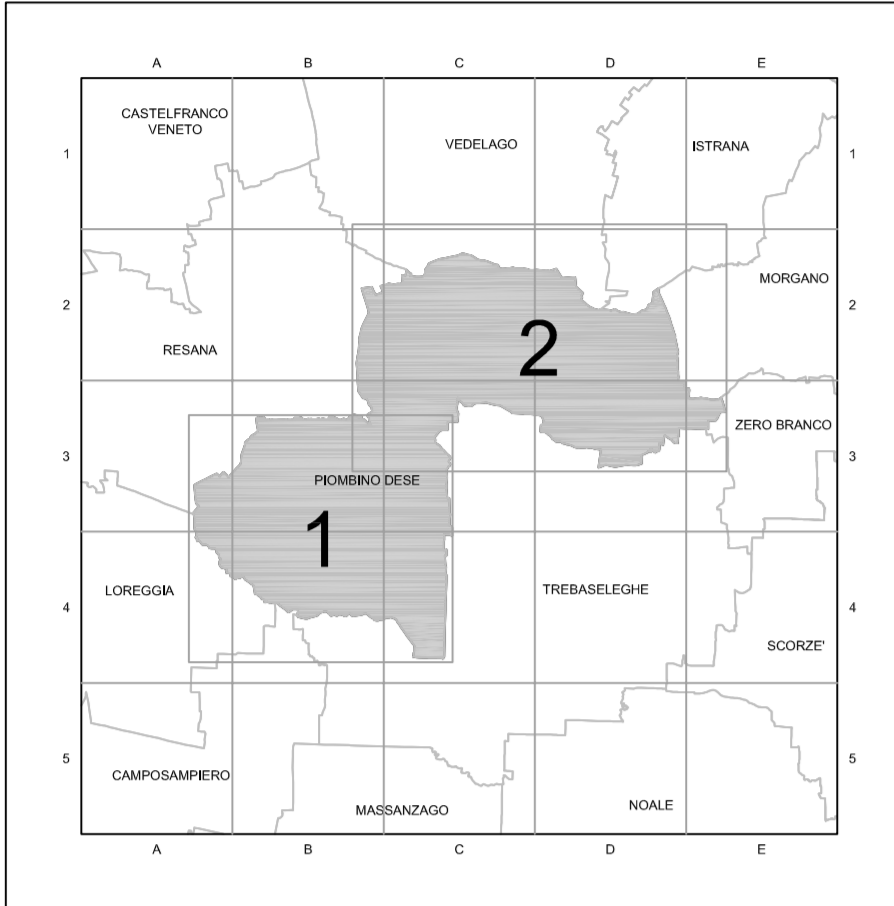 A B C D E
CASTELFRANCO
VENETO
VEDELAGO
ISTRANA
1 1
MORGANO
2 2
RESANA
2
ZERO BRANCO
3 3
PIOMBINO DESE
1
LOREGGIA
TREBASELEGHE
4 4
SCORZE'
5 5
CAMPOSAMPIERO
MASSANZAGO
NOALE
A B C D E